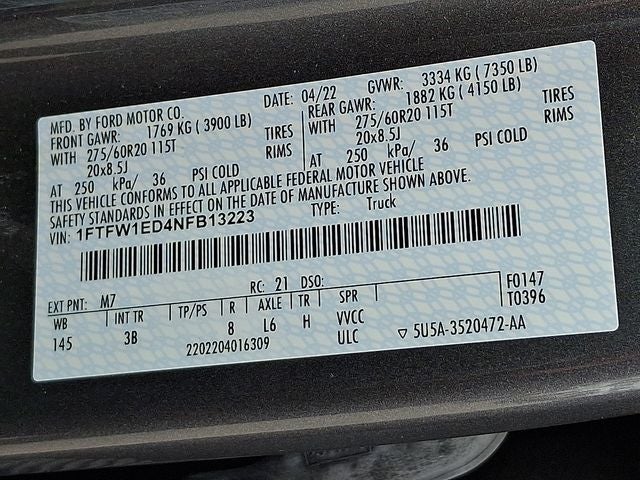 MFD. BY FORD MOTOR CO.
DATE: 04/22 GVWR: 3334 KG ( 7350 LB)
FRONT GAWR: 1769 KG ( 3900 LB)
REAR GAWR: 1882 KG ( 4150 LB)
WITH 275/60R20 115T TIRES
WITH 275/60R20 115T TIRES
20x8.5J RIMS
20x8.5J RIMS
AT 250 kPa/ 36 PSI COLD
AT 250 kPa/ 36 PSI COLD
THIS VEHICLE CONFORMS TO ALL APPLICABLE FEDERAL MOTOR VEHICLE
SAFETY STANDARDS IN EFFECT ON THE DATE OF MANUFACTURE SHOWN ABOVE.
VIN: 1FTFW1ED4NFB13223 TYPE: Truck
EXT PNT: M7 RC: 21 DSO:
F0147
WB INT TR TP/PS R AXLE TR SPR
T0396
145 3B 8 L6 H VVCC
2202204016309 ULC 5U5A-3520472-AA